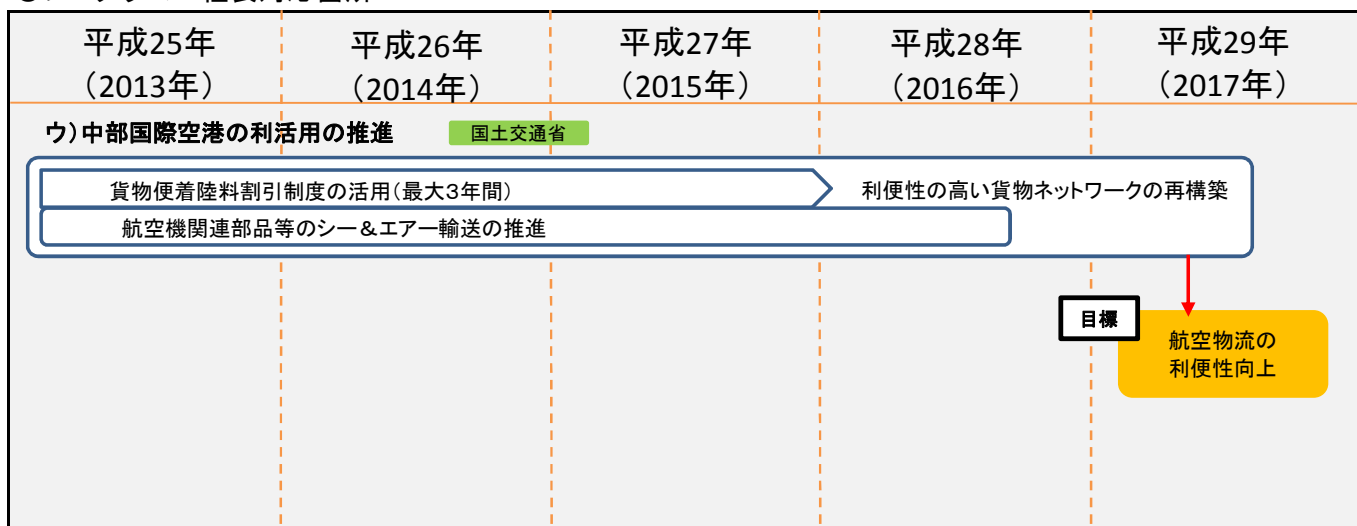 平成25年
（2013年）
平成26年
（2014年）
平成27年
（2015年）
平成28年
（2016年）
平成29年
（2017年）
ウ）中部国際空港の利活用の推進
国土交通省
貨物便着陸料割引制度の活用（最大3年間）
利便性の高い貨物ネットワークの再構築
航空機関連部品等のシー＆エアー輸送の推進
目標
航空物流の
利便性向上